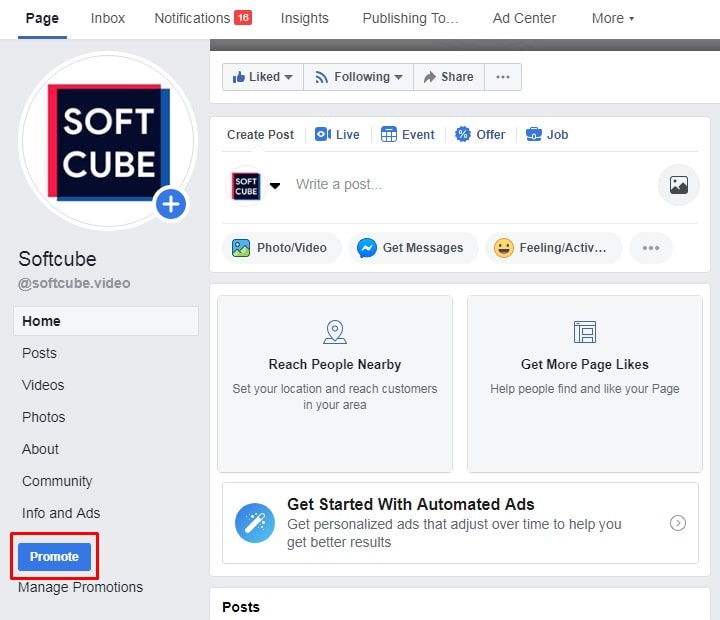 Page Inbox Notifications 16 Insights Publishing To… Ad Center More
SOFT
CUBE
Softcube
@softcube.video
Home
Posts
Videos
Photos
About
Community
Info and Ads
Promote
Manage Promotions
Liked Following Share
Create Post Live Event Offer Job
SOFT
CUBE
Write a post...
Photo/Video Get Messages Feeling/Activ...
Reach People Nearby
Set your location and reach customers
in your area
Get More Page Likes
Help people find and like your Page
Get Started With Automated Ads
Get personalized ads that adjust over time to help you
get better results
Posts